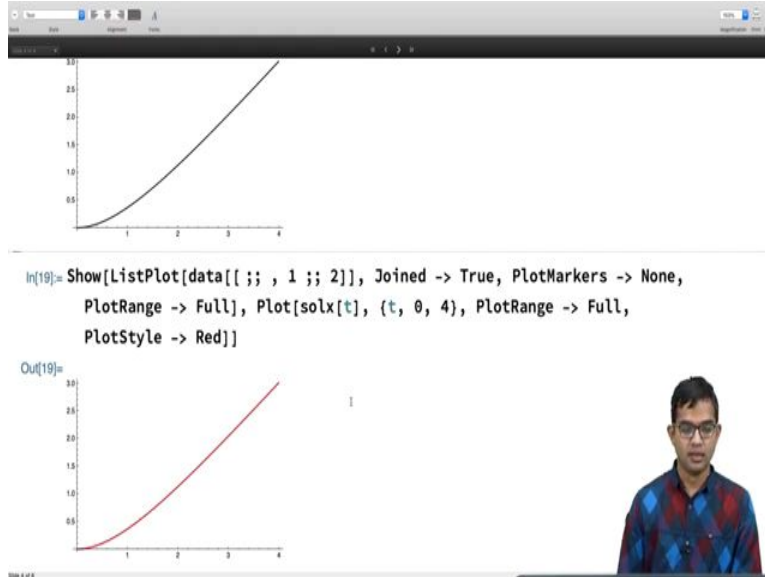 100%
3.0
2.5
2.0
1.5
1.0
0.5
1 2 3 4
In[19]:= Show[ListPlot[data[[ ;; , 1 ;; 2]], Joined -> True, PlotMarkers -> None,
PlotRange -> Full], Plot[solx[t], {t, 0, 4}, PlotRange -> Full,
PlotStyle -> Red]]
Out[19]=
3.0
2.5
2.0
1.5
1.0
0.5
1 2 3 4